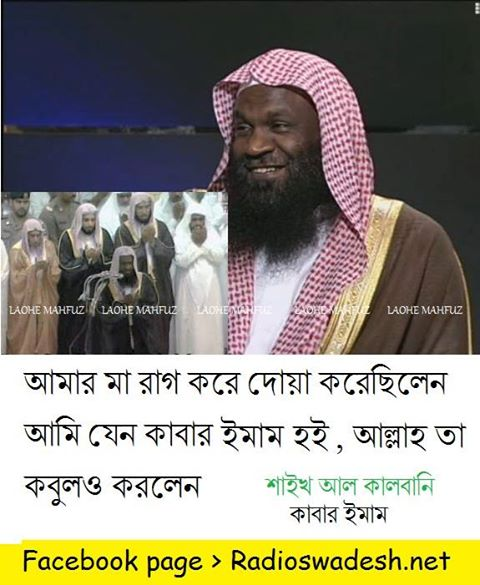 LAOHE MAHFUZ LAOHE MAHFUZ LAOHE MAHFUZ LAOHE MAHFUZ LAOHE MAHFUZ
আমার মা রাগ করে দোয়া করেছিলেন
আমি যেন কাবার ইমাম হই , আল্লাহ তা
কবুলও করলেন
শাইখ আল কালবানি
কাবার ইমাম
Facebook page > Radioswadesh.net